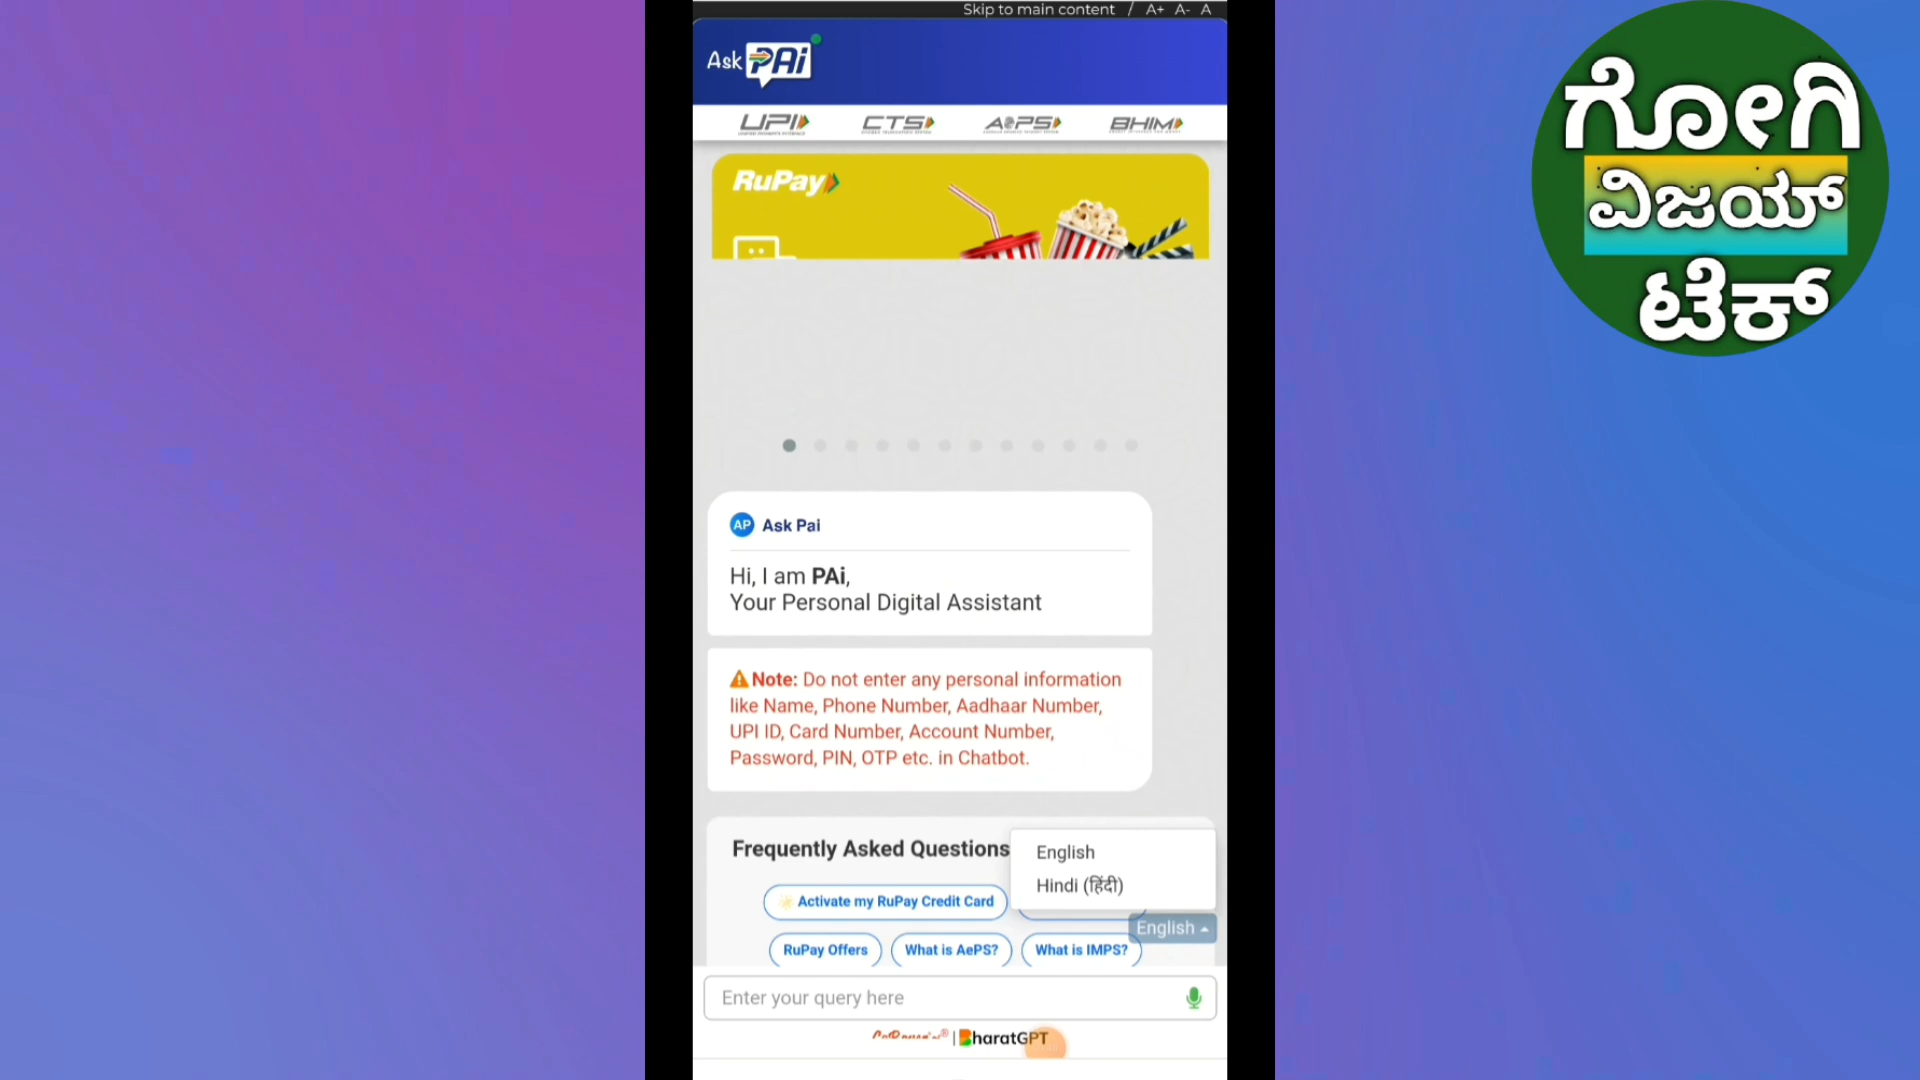 Skip to main content / A+ A- A
Ask PAi
UPI CTS AePS BHIM
RuPay
AP Ask Pai
Hi, I am PAi,
Your Personal Digital Assistant
Note: Do not enter any personal information
like Name, Phone Number, Aadhaar Number,
UPI ID, Card Number, Account Number,
Password, PIN, OTP etc. in Chatbot.
Frequently Asked Questions
English
Hindi (हिंदी)
Activate my RuPay Credit Card
English
RuPay Offers What is AePS? What is IMPS?
Enter your query here
| BharatGPT
ಗೋಗಿ
ವಿಜಯ್
ಟೆಕ್